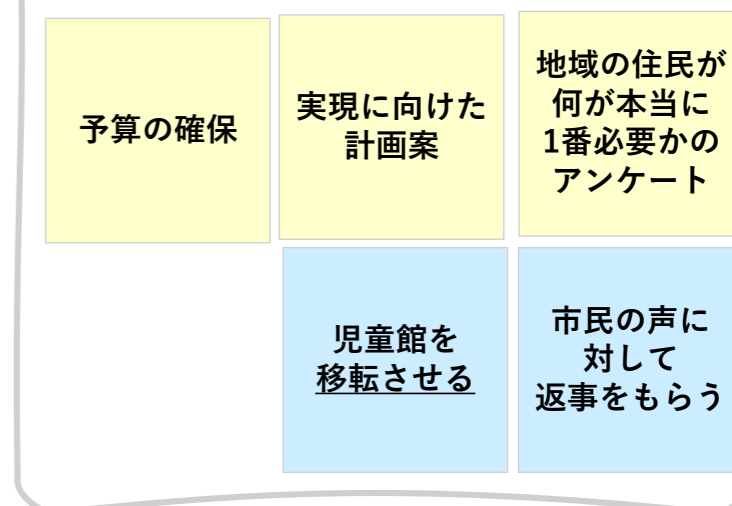 予算の確保
実現に向けた
計画案
地域の住民が
何が本当に
1番必要かの
アンケート
児童館を
移転させる
市民の声に
対して
返事をもらう